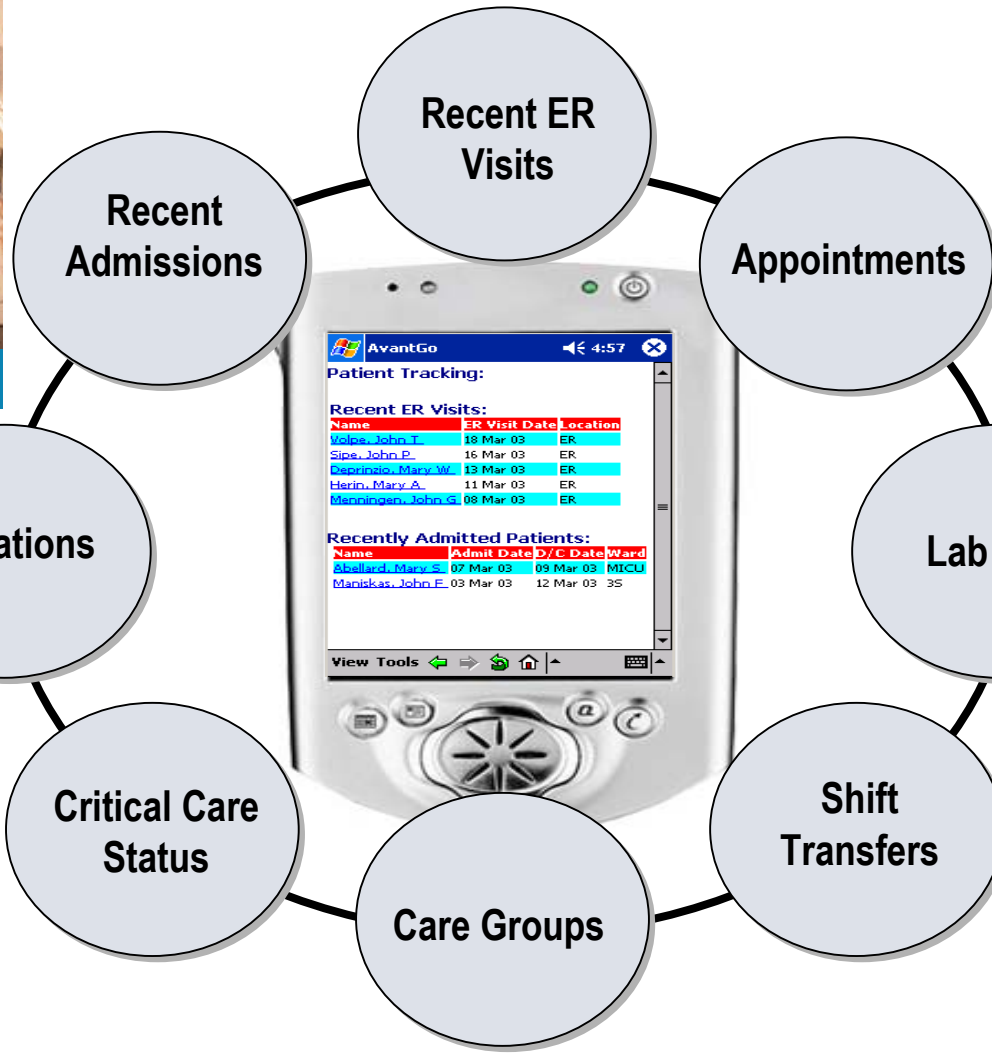 Recent ER
Visits
Recent
Admissions
Appointments
AvantGo 4:57
Patient Tracking:
Recent ER Visits:
Name ER Visit Date Location
Volpe, John T 18 Mar 03 ER
Sipe, John P 16 Mar 03 ER
Deprinzio, Mary W 13 Mar 03 ER
Herin, Mary A 11 Mar 03 ER
Menningen, John G 08 Mar 03 ER
Recently Admitted Patients:
Name Admit Date D/C Date Ward
Abellard, Mary S 07 Mar 03 09 Mar 03 MICU
Maniskas, John F 03 Mar 03 12 Mar 03 3S
View Tools
ations
Lab
Critical Care
Status
Shift
Transfers
Care Groups